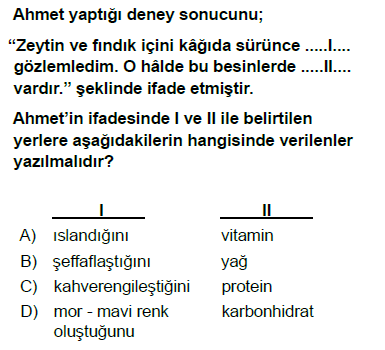 Ahmet yaptığı deney sonucunu;
“Zeytin ve fındık içini kâğıda sürünce .....I....
gözlemledim. O hâlde bu besinlerde .....II....
vardır.” şeklinde ifade etmiştir.
Ahmet’in ifadesinde I ve II ile belirtilen
yerlere aşağıdakilerin hangisinde verilenler
yazılmalıdır?
I II
A) ıslandığını vitamin
B) şeffaflaştığını yağ
C) kahverengileştiğini protein
D) mor - mavi renk karbonhidrat
oluştuğunu